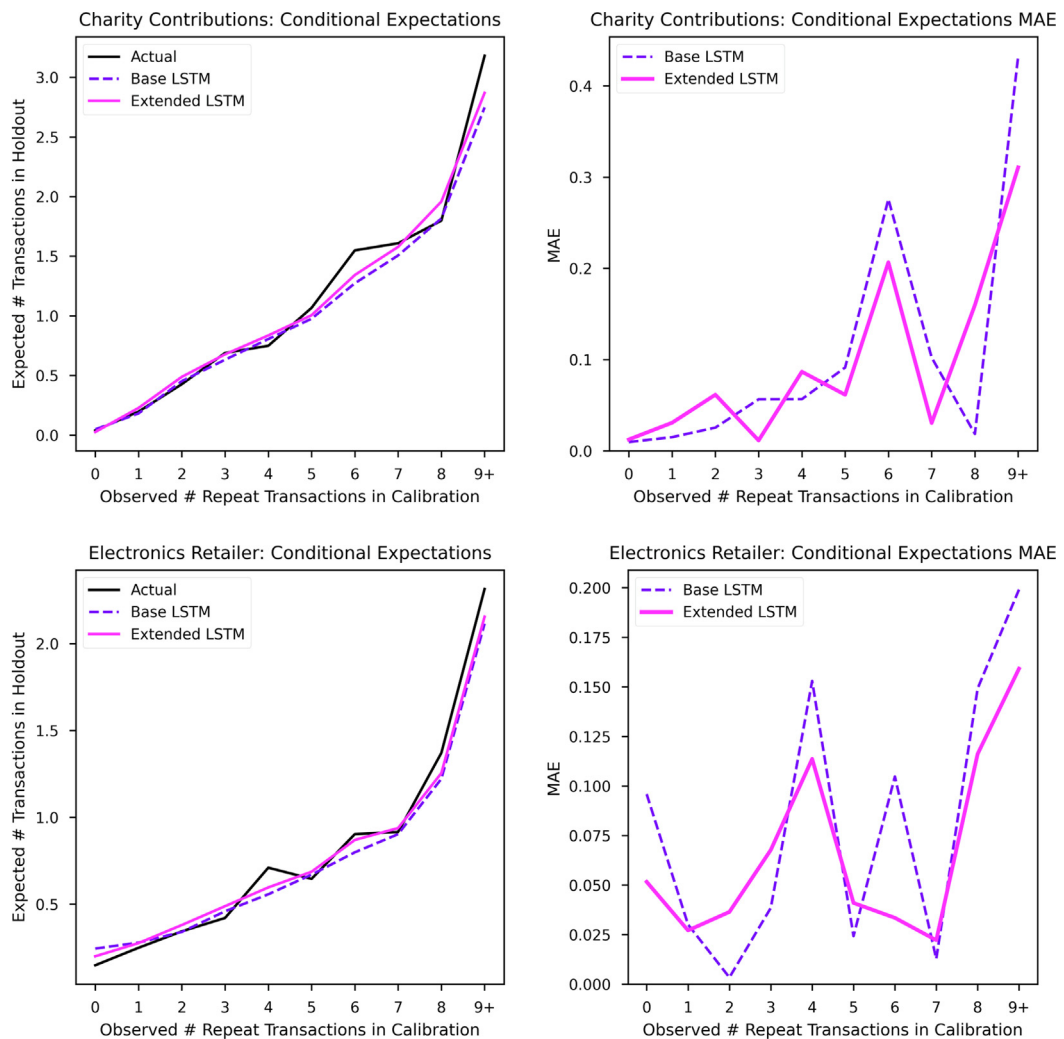 Charity Contributions: Conditional Expectations
Actual
Base LSTM
Extended LSTM
Expected # Transactions in Holdout
3.0
2.5
2.0
1.5
1.0
0.5
0.0
0 1 2 3 4 5 6 7 8 9+
Observed # Repeat Transactions in Calibration
Charity Contributions: Conditional Expectations MAE
Base LSTM
Extended LSTM
MAE
0.4
0.3
0.2
0.1
0.0
0 1 2 3 4 5 6 7 8 9+
Observed # Repeat Transactions in Calibration
Electronics Retailer: Conditional Expectations
Actual
Base LSTM
Extended LSTM
Expected # Transactions in Holdout
2.0
1.5
1.0
0.5
0 1 2 3 4 5 6 7 8 9+
Observed # Repeat Transactions in Calibration
Electronics Retailer: Conditional Expectations MAE
Base LSTM
Extended LSTM
MAE
0.200
0.175
0.150
0.125
0.100
0.075
0.050
0.025
0.000
0 1 2 3 4 5 6 7 8 9+
Observed # Repeat Transactions in Calibration